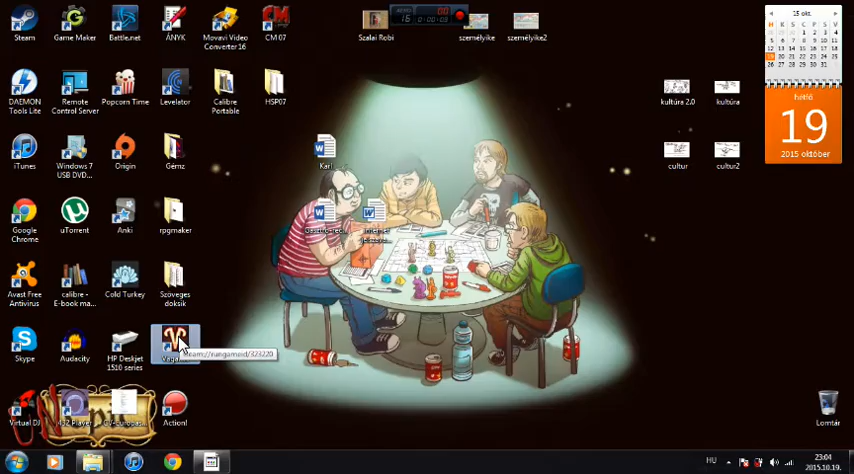 Steam
Game Maker
Battle.net
ÁNYK
Movavi Video
Converter 16
CM 07
Szalai Robi
személyike
személyike2
DAEMON
Tools Lite
Remote
Control Server
Popcorn Time
Levelator
Calibre
Portable
HSP07
kultúra 2.0
kultúra
iTunes
Windows 7
USB DVD...
Origin
Gémz
Karl
cultur
cultur2
Google
Chrome
uTorrent
Anki
rpgmaker
Avast Free
Antivirus
calibre -
E-book ma...
Cold Turkey
Szöveges
doksik
Skype
Audacity
HP Deskjet
1510 series
steam://rungameid/323220
Virtual DJ
Action!
Lomtár
15 okt.
hétfő
19
2015 október
HU
23:04
2015.10.19.